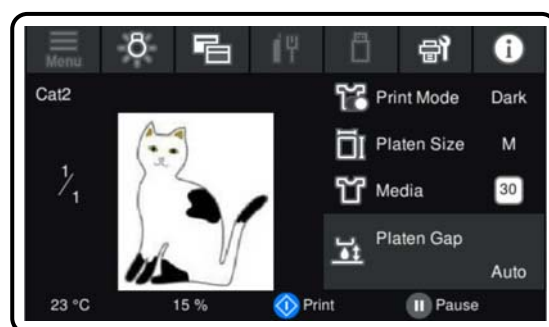 Menu
Cat2
1/1
Print Mode Dark
Platen Size M
Media 30
Platen Gap
Auto
23 °C 15 % Print Pause